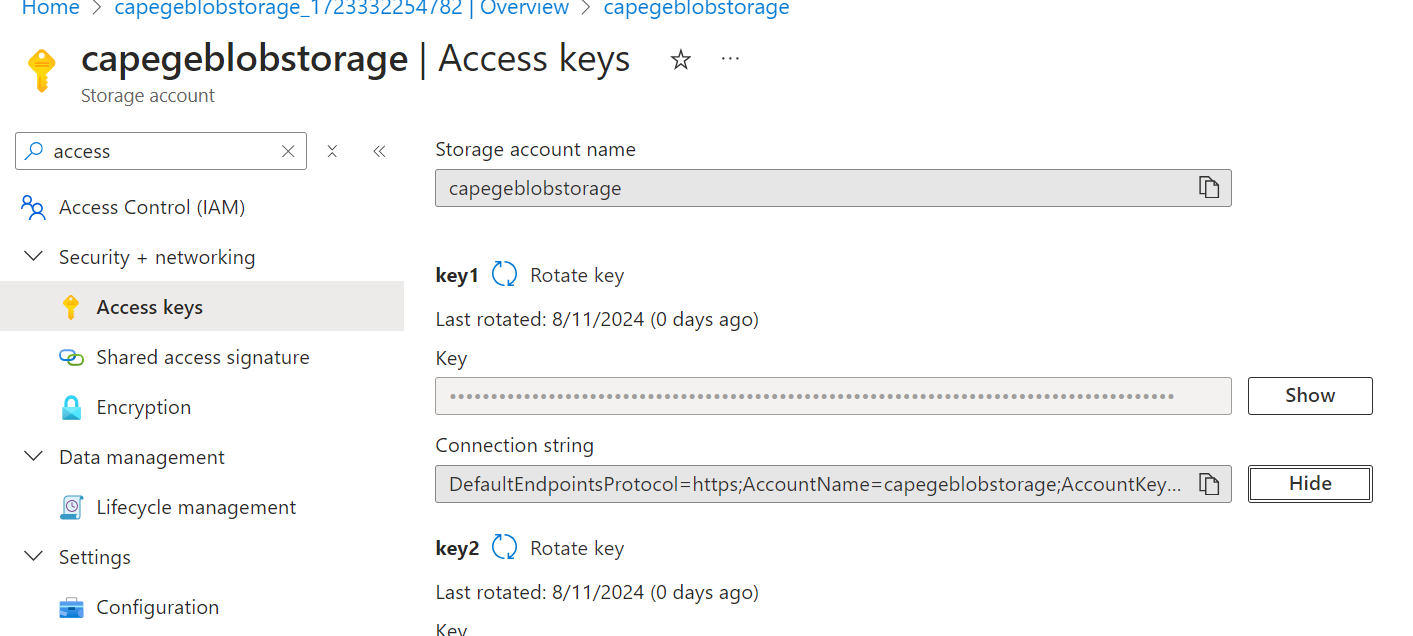 Home > capegeblobstorage_1723332254782 | Overview > capegeblobstorage
capegeblobstorage | Access keys
Storage account
access
Access Control (IAM)
Security + networking
Access keys
Shared access signature
Encryption
Data management
Lifecycle management
Settings
Configuration
Storage account name
capegeblobstorage
key1 Rotate key
Last rotated: 8/11/2024 (0 days ago)
Key
Show
Connection string
DefaultEndpointsProtocol=https;AccountName=capegeblobstorage;AccountKey...
Hide
key2 Rotate key
Last rotated: 8/11/2024 (0 days ago)
Key